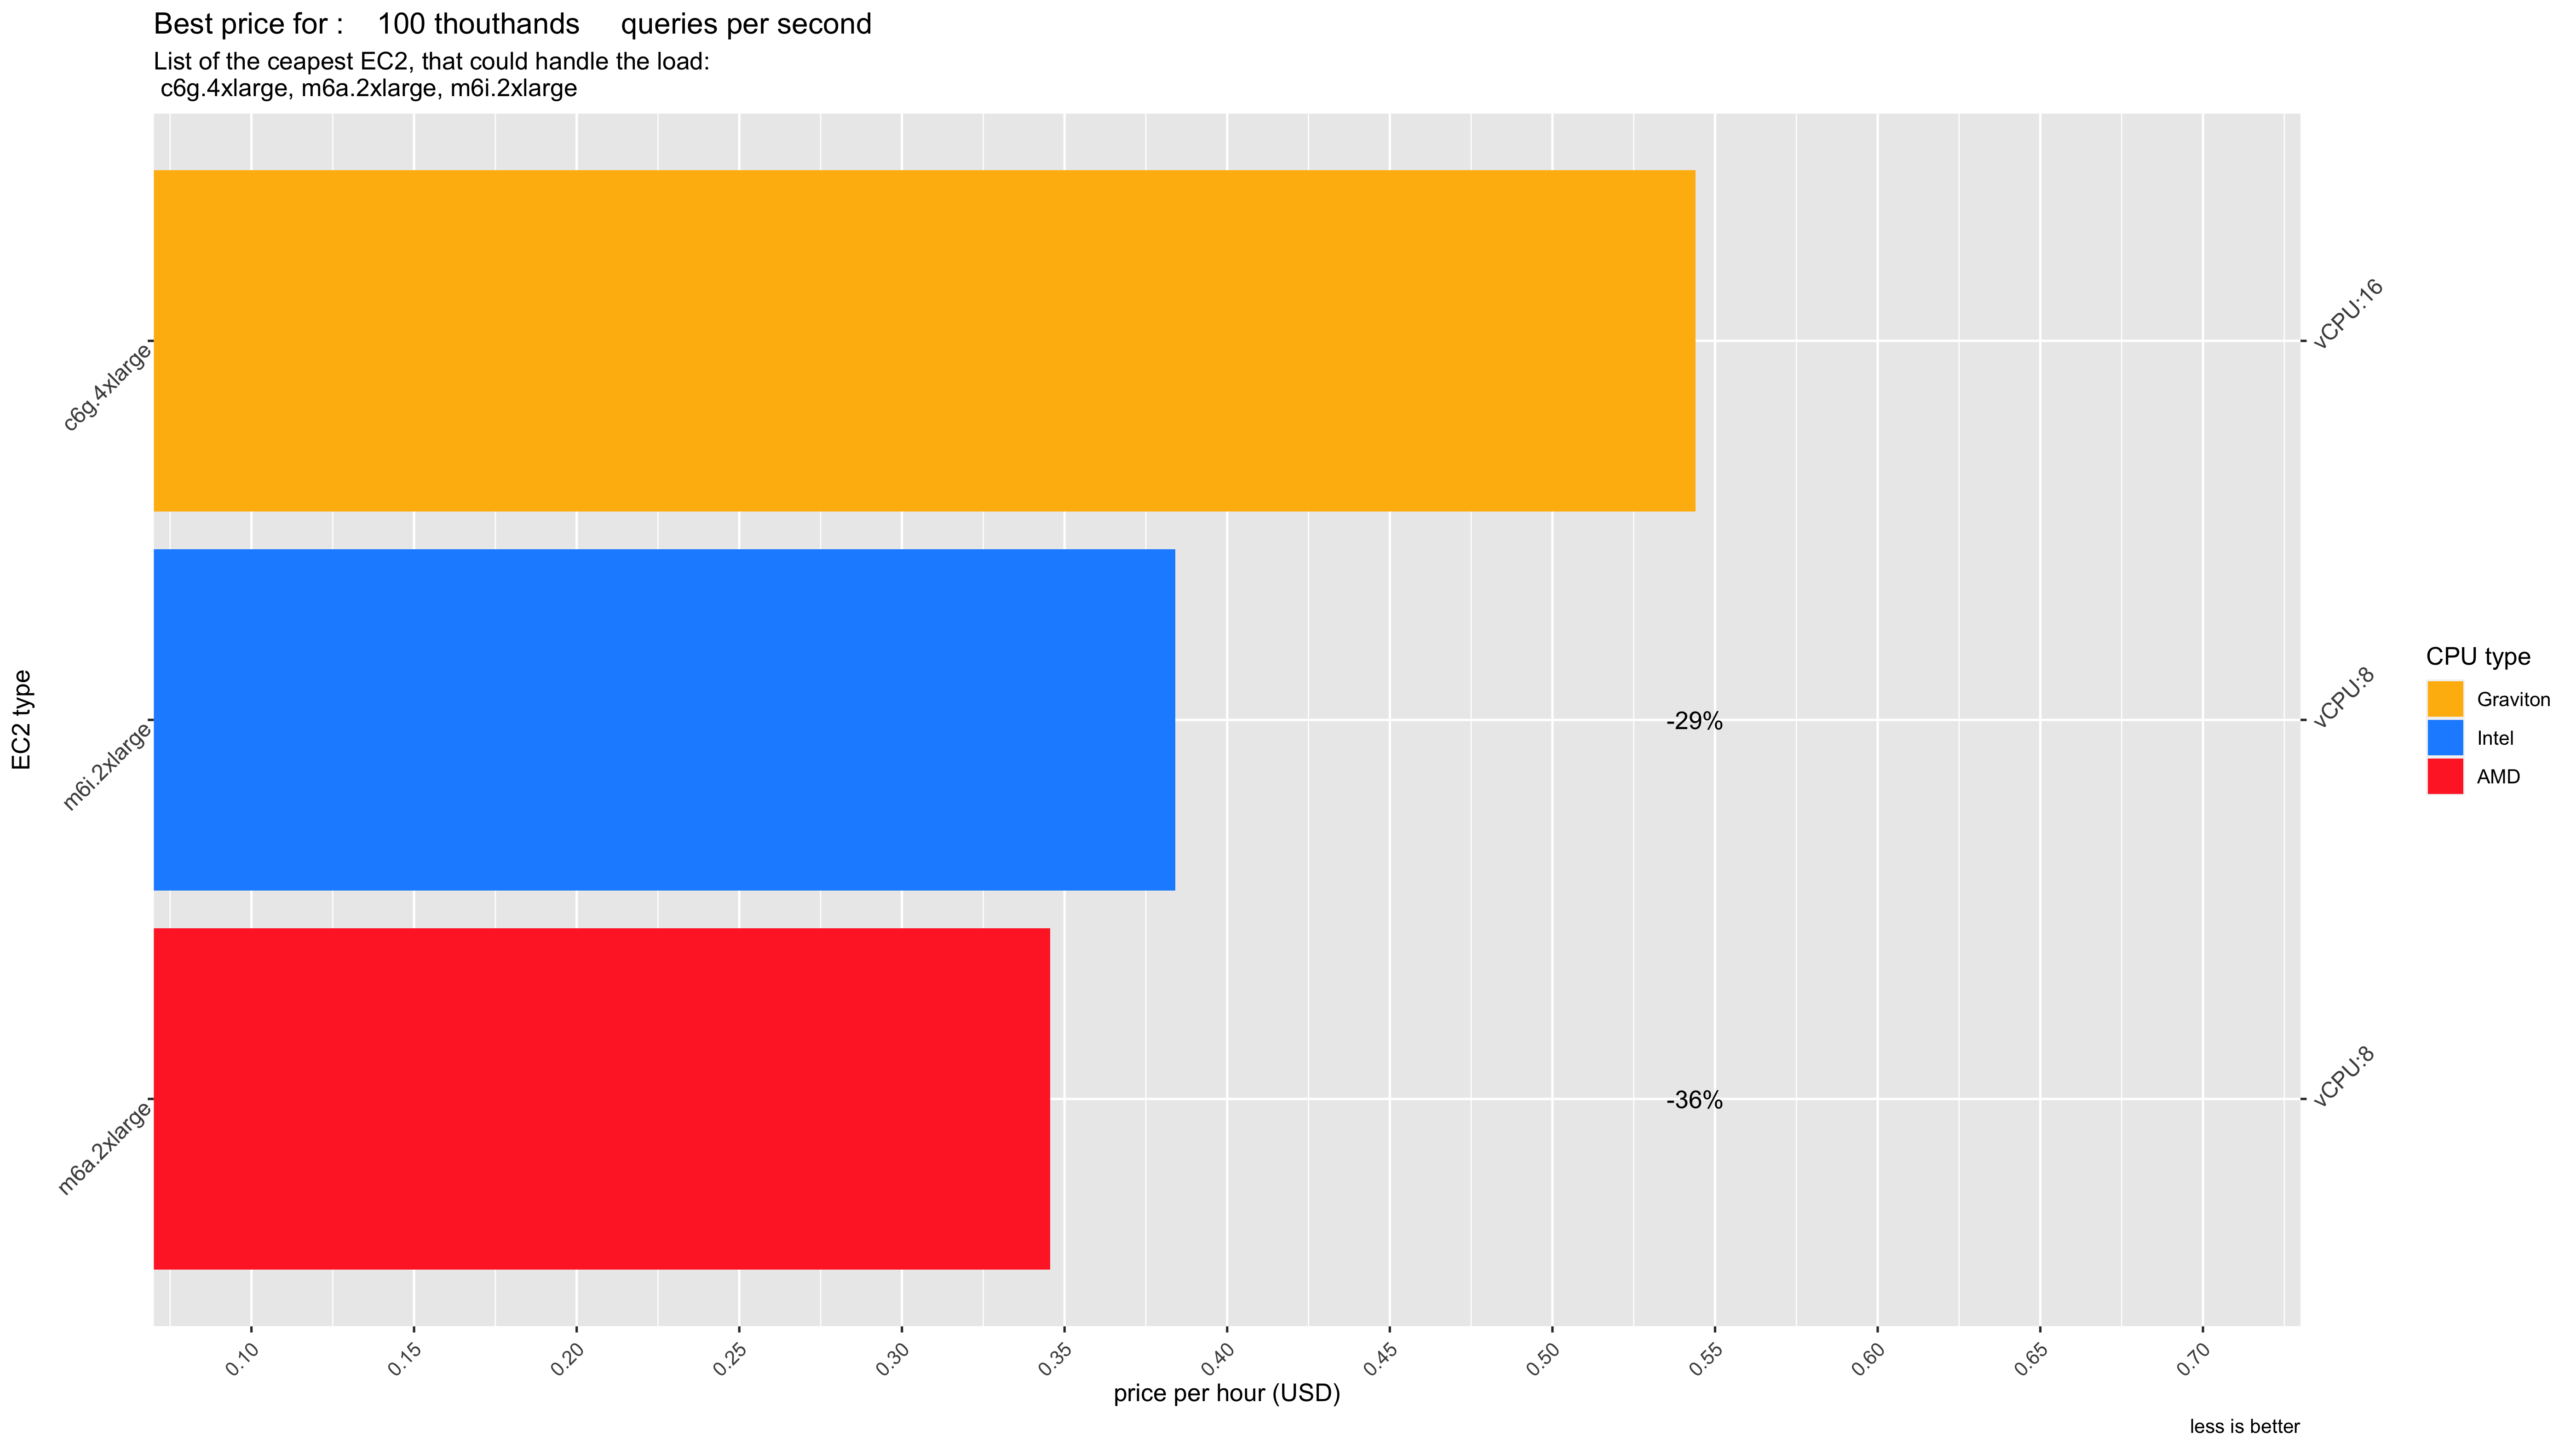 Best price for :    100 thouthands     queries per second
List of the ceapest EC2, that could handle the load:
c6g.4xlarge, m6a.2xlarge, m6i.2xlarge
EC2 type
c6g.4xlarge
vCPU:16
m6i.2xlarge
-29%
vCPU:8
m6a.2xlarge
-36%
vCPU:8
CPU type
Graviton
Intel
AMD
0.10 0.15 0.20 0.25 0.30 0.35 0.40 0.45 0.50 0.55 0.60 0.65 0.70
price per hour (USD)
less is better